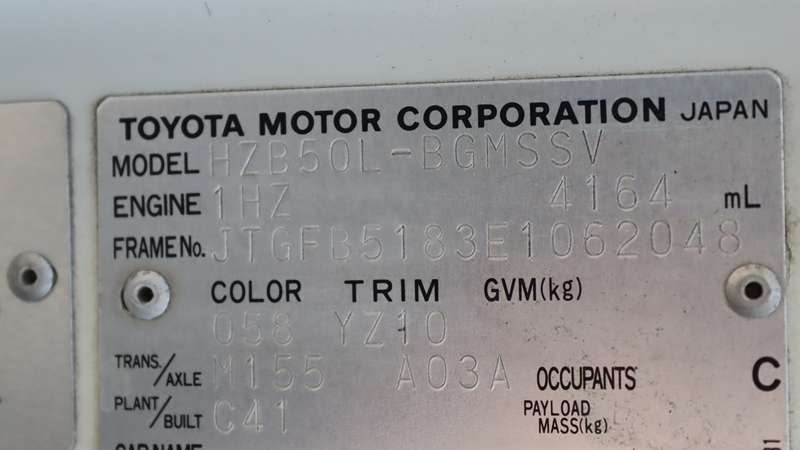 TOYOTA MOTOR CORPORATION JAPAN
MODEL HZB50L-BGMSSV
ENGINE 1HZ 4164 mL
FRAME No. JTGFB5183E1062048
COLOR TRIM GVM(kg)
058 YZ10
TRANS./AXLE M155 A03A OCCUPANTS C
PLANT/BUILT C41 PAYLOAD MASS(kg)